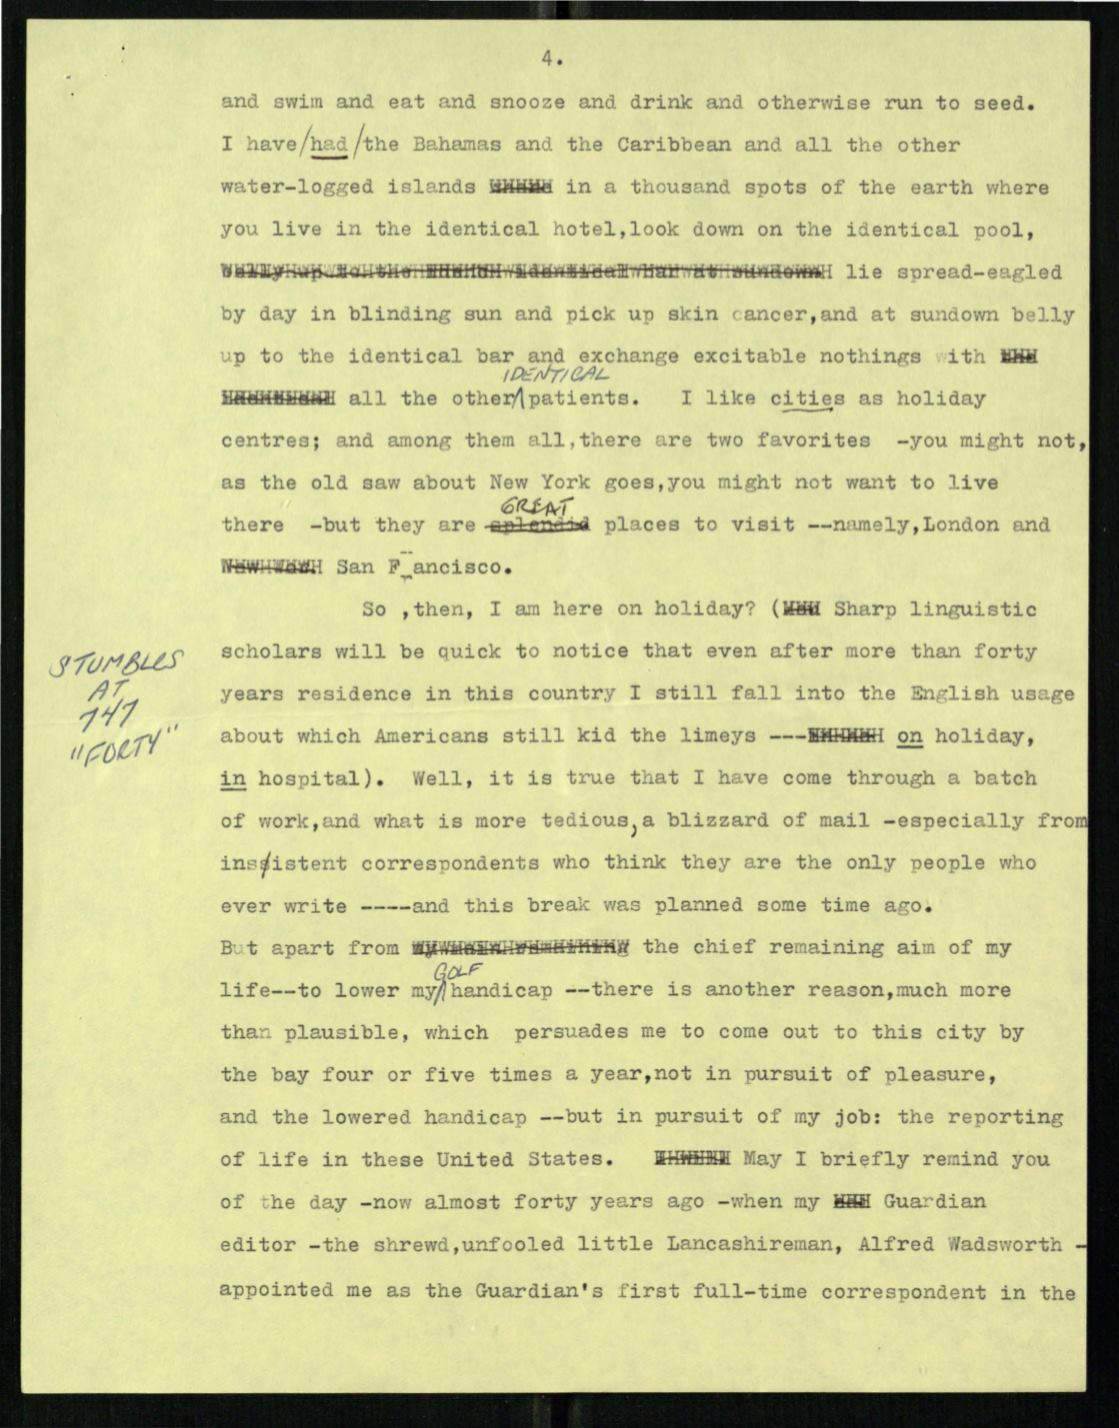 4.
and swim and eat and snooze and drink and otherwise run to seed.
I have/had/the Bahamas and the Caribbean and all the other
water-logged islands in a thousand spots of the earth where
you live in the identical hotel,look down on the identical pool,
belly up to the identical bar at sundown lie spread-eagled
by day in blinding sun and pick up skin cancer,and at sundown belly
up to the identical bar and exchange excitable nothings with
IDENTICAL
all the other patients. I like cities as holiday
centres; and among them all,there are two favorites -you might not,
as the old saw about New York goes,you might not want to live
GREAT
there -but they are splendid places to visit --namely,London and
San F ancisco.
So ,then, I am here on holiday? ( Sharp linguistic
scholars will be quick to notice that even after more than forty
years residence in this country I still fall into the English usage
about which Americans still kid the limeys --- on holiday,
in hospital). Well, it is true that I have come through a batch
of work,and what is more tedious,a blizzard of mail -especially from
insistent correspondents who think they are the only people who
ever write ----and this break was planned some time ago.
But apart from the chief remaining aim of my
GOLF
life--to lower my handicap --there is another reason,much more
than plausible, which persuades me to come out to this city by
the bay four or five times a year,not in pursuit of pleasure,
and the lowered handicap --but in pursuit of my job: the reporting
of life in these United States. May I briefly remind you
of the day -now almost forty years ago -when my Guardian
editor -the shrewd,unfooled little Lancashireman, Alfred Wadsworth -
appointed me as the Guardian's first full-time correspondent in the
STUMBLES
AT
747
"FORTY"